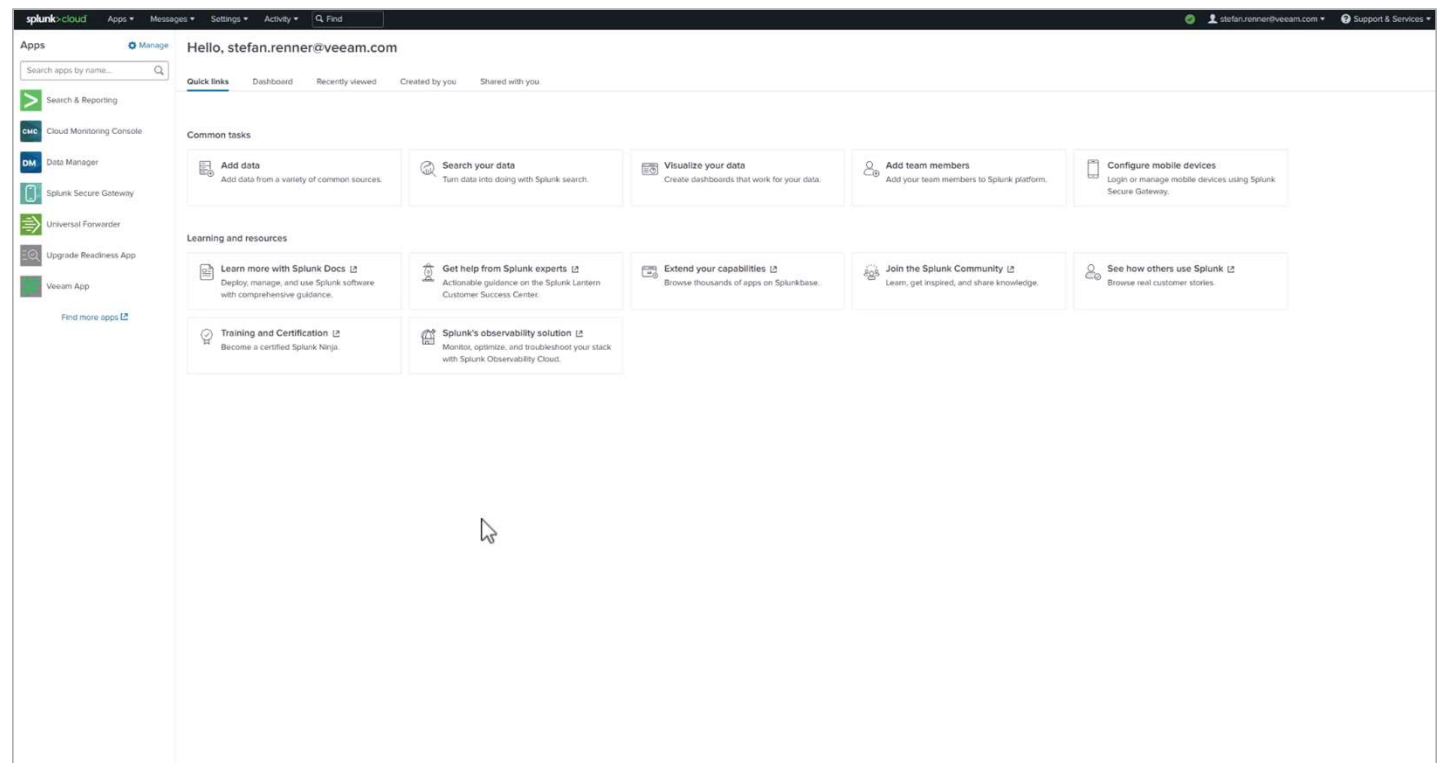 splunk>cloud Apps Messages Settings Activity Find stefan.renner@veeam.com Support & Services
Apps Manage
Search apps by name...
Search & Reporting
CMC Cloud Monitoring Console
DM Data Manager
Splunk Secure Gateway
Universal Forwarder
Upgrade Readiness App
Veeam App
Find more apps
Hello, stefan.renner@veeam.com
Quick links Dashboard Recently viewed Created by you Shared with you
Common tasks
Add data
Add data from a variety of common sources.
Search your data
Turn data into doing with Splunk search.
Visualize your data
Create dashboards that work for your data.
Add team members
Add your team members to Splunk platform.
Configure mobile devices
Login or manage mobile devices using Splunk
Secure Gateway.
Learning and resources
Learn more with Splunk Docs
Deploy, manage, and use Splunk software
with comprehensive guidance.
Get help from Splunk experts
Actionable guidance on the Splunk Lantern
Customer Success Center.
Extend your capabilities
Browse thousands of apps on Splunkbase.
Join the Splunk Community
Learn, get inspired, and share knowledge.
See how others use Splunk
Browse real customer stories.
Training and Certification
Become a certified Splunk Ninja.
Splunk's observability solution
Monitor, optimize, and troubleshoot your stack
with Splunk Observability Cloud.